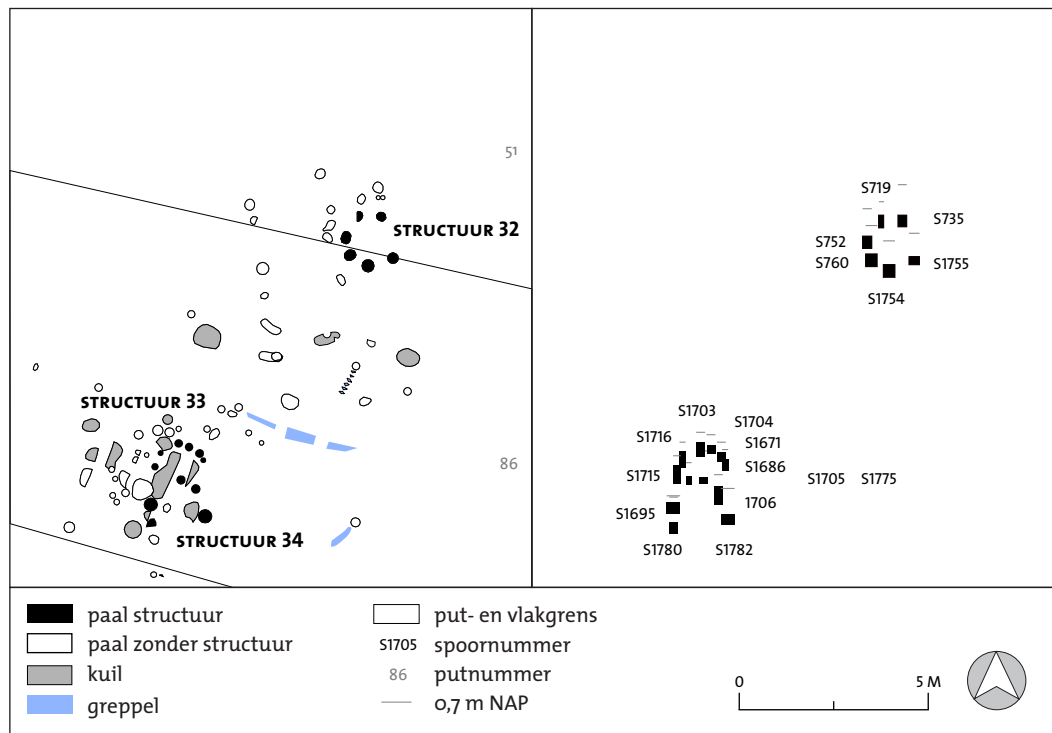 51
STRUCTUUR 32
STRUCTUUR 33
86
STRUCTUUR 34
S719
S735
S752
S760
S1755
S1754
S1703
S1704
S1716
S1671
S1686
S1715
S1705 S1775
1706
S1695
S1780
S1782
paal structuur
paal zonder structuur
kuil
greppel
put- en vlakgrens
S1705 spoornummer
86 putnummer
0,7 m NAP
0 5 M